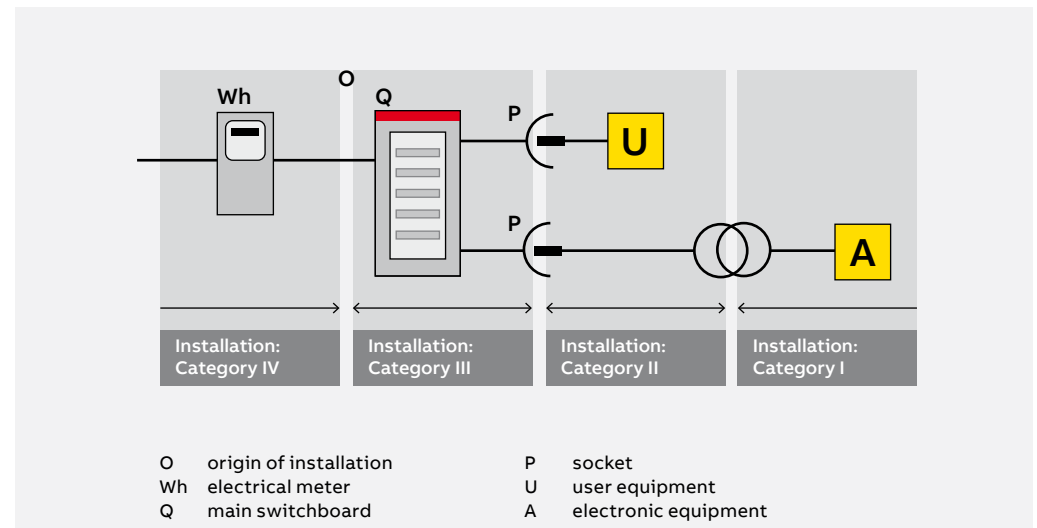 O
Wh
Q
P
U
P
A
Installation:
Category IV
Installation:
Category III
Installation:
Category II
Installation:
Category I
O origin of installation
Wh electrical meter
Q main switchboard
P socket
U user equipment
A electronic equipment